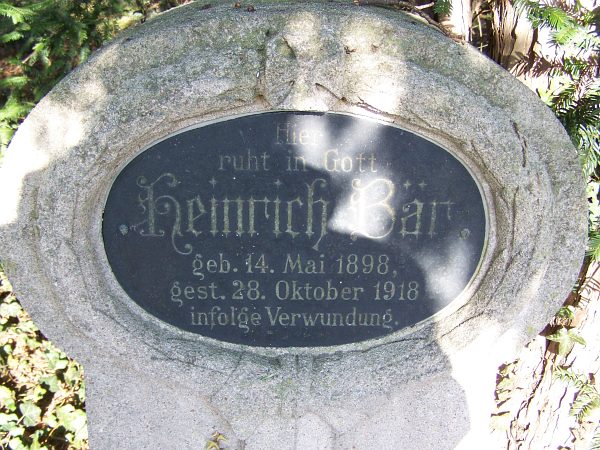 Hier
ruht in Gott
Heinrich Bär
geb. 14. Mai 1898,
gest. 28. Oktober 1918
infolge Verwundung.